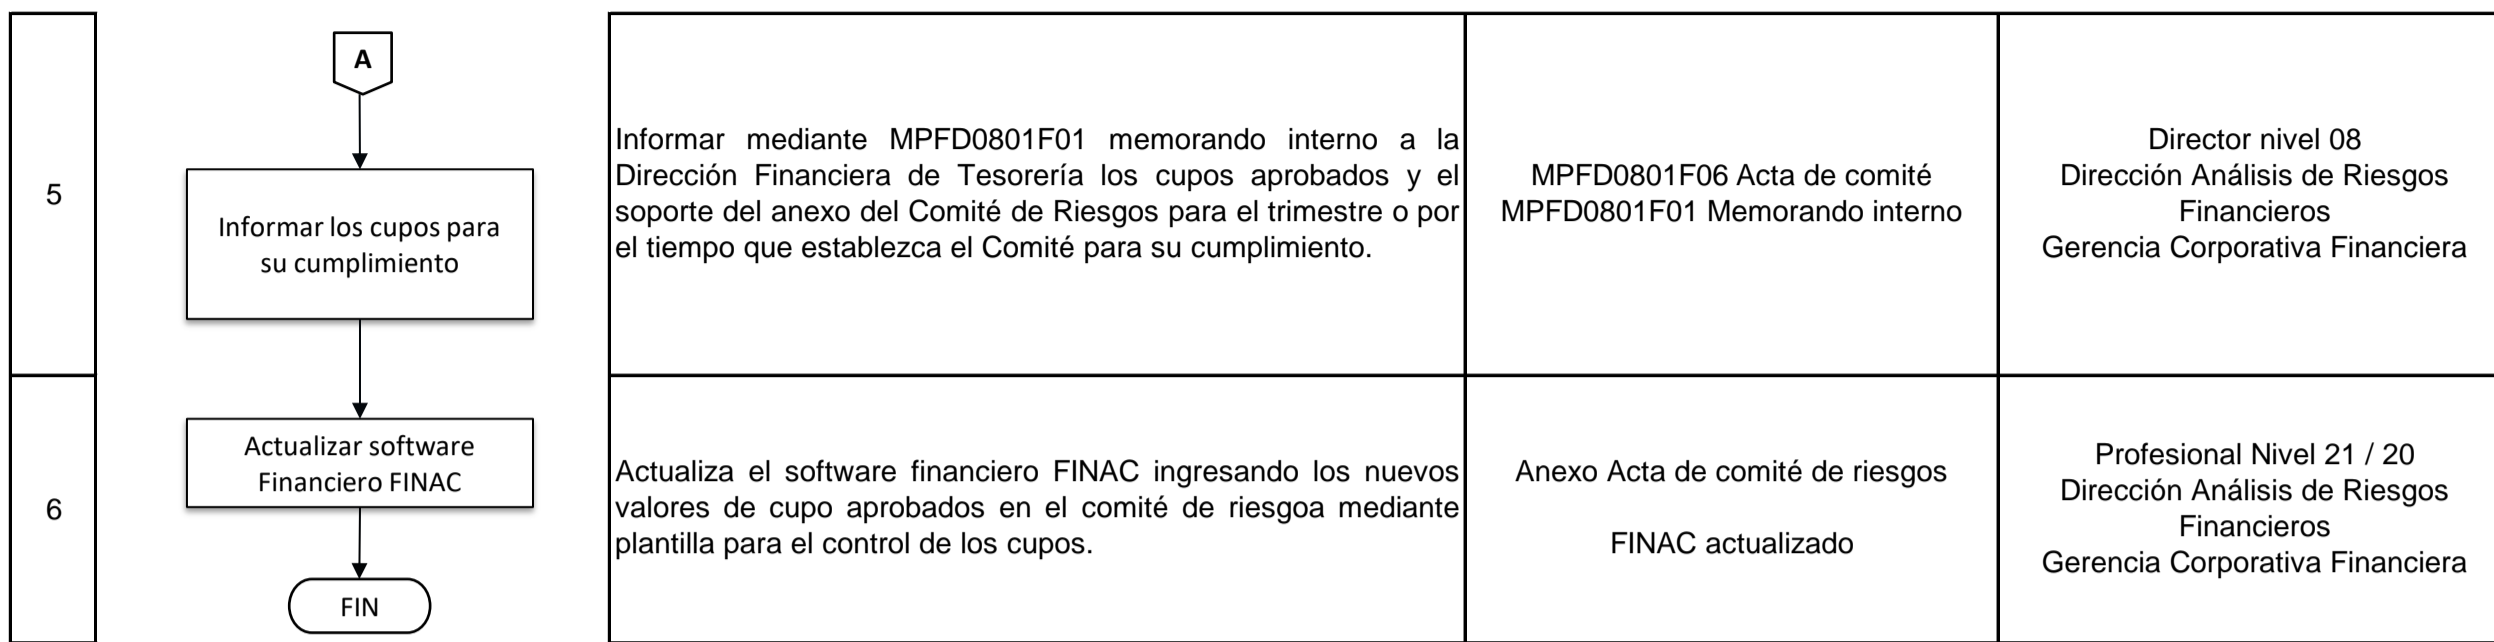 5
A
Informar los cupos para
su cumplimiento
Informar mediante MPFD0801F01 memorando interno a la
Dirección Financiera de Tesorería los cupos aprobados y el
soporte del anexo del Comité de Riesgos para el trimestre o por
el tiempo que establezca el Comité para su cumplimiento.
MPFD0801F06 Acta de comité
MPFD0801F01 Memorando interno
Director nivel 08
Dirección Análisis de Riesgos
Financieros
Gerencia Corporativa Financiera
6
Actualizar software
Financiero FINAC
FIN
Actualiza el software financiero FINAC ingresando los nuevos
valores de cupo aprobados en el comité de riesgoa mediante
plantilla para el control de los cupos.
Anexo Acta de comité de riesgos
FINAC actualizado
Profesional Nivel 21 / 20
Dirección Análisis de Riesgos
Financieros
Gerencia Corporativa Financiera